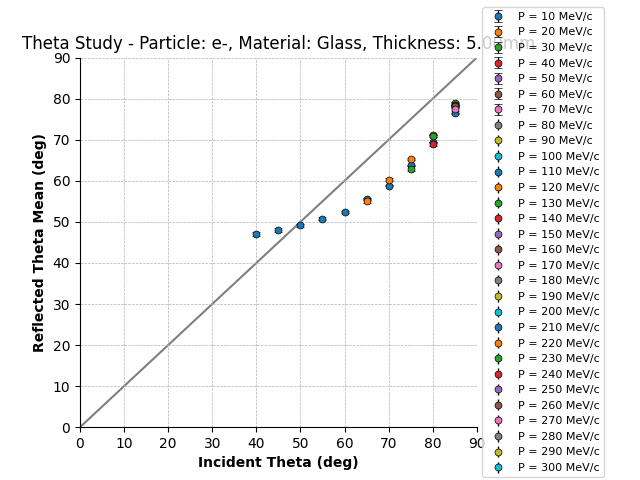 Theta Study - Particle: e-, Material: Glass, Thickness: 5.00mm
Reflected Theta Mean (deg)
90
80
70
60
50
40
30
20
10
0
0 10 20 30 40 50 60 70 80 90
Incident Theta (deg)
P = 10 MeV/c
P = 20 MeV/c
P = 30 MeV/c
P = 40 MeV/c
P = 50 MeV/c
P = 60 MeV/c
P = 70 MeV/c
P = 80 MeV/c
P = 90 MeV/c
P = 100 MeV/c
P = 110 MeV/c
P = 120 MeV/c
P = 130 MeV/c
P = 140 MeV/c
P = 150 MeV/c
P = 160 MeV/c
P = 170 MeV/c
P = 180 MeV/c
P = 190 MeV/c
P = 200 MeV/c
P = 210 MeV/c
P = 220 MeV/c
P = 230 MeV/c
P = 240 MeV/c
P = 250 MeV/c
P = 260 MeV/c
P = 270 MeV/c
P = 280 MeV/c
P = 290 MeV/c
P = 300 MeV/c